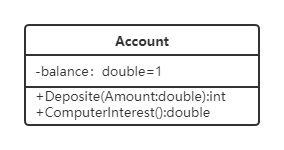 Account
-balance：double=1
+Deposite(Amount:double):int
+ComputerInterest():double